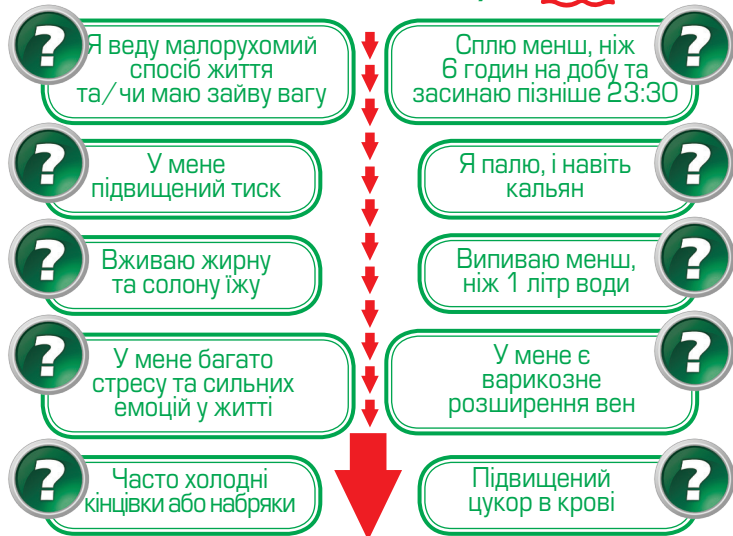 Я веду малорухомий
спосіб життя
та/чи маю зайву вагу
Сплю менш, ніж
6 годин на добу та
засинаю пізніше 23:30
У мене
підвищений тиск
Я палю, і навіть
кальян
Вживаю жирну
та солону їжу
Випиваю менш,
ніж 1 літр води
У мене багато
стресу та сильних
емоцій у житті
У мене є
варикозне
розширення вен
Часто холодні
кінцівки або набряки
Підвищений
цукор в крові